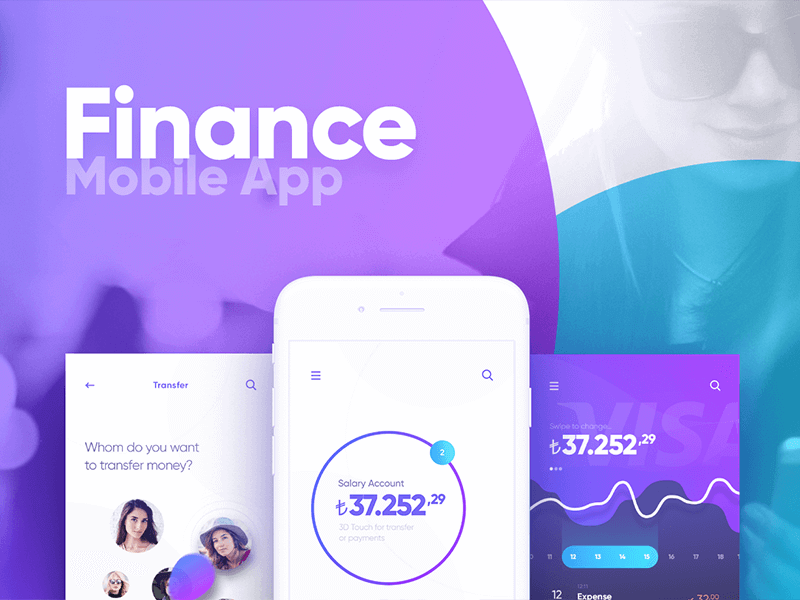 Finance
Mobile App
Transfer
Whom do you want
to transfer money?
2
Salary Account
₺37.252,29
3D Touch for transfer
or payments
VISA
Swipe to change...
₺37.252,29
10 11 12 13 14 15 16 17 18
12 Expense